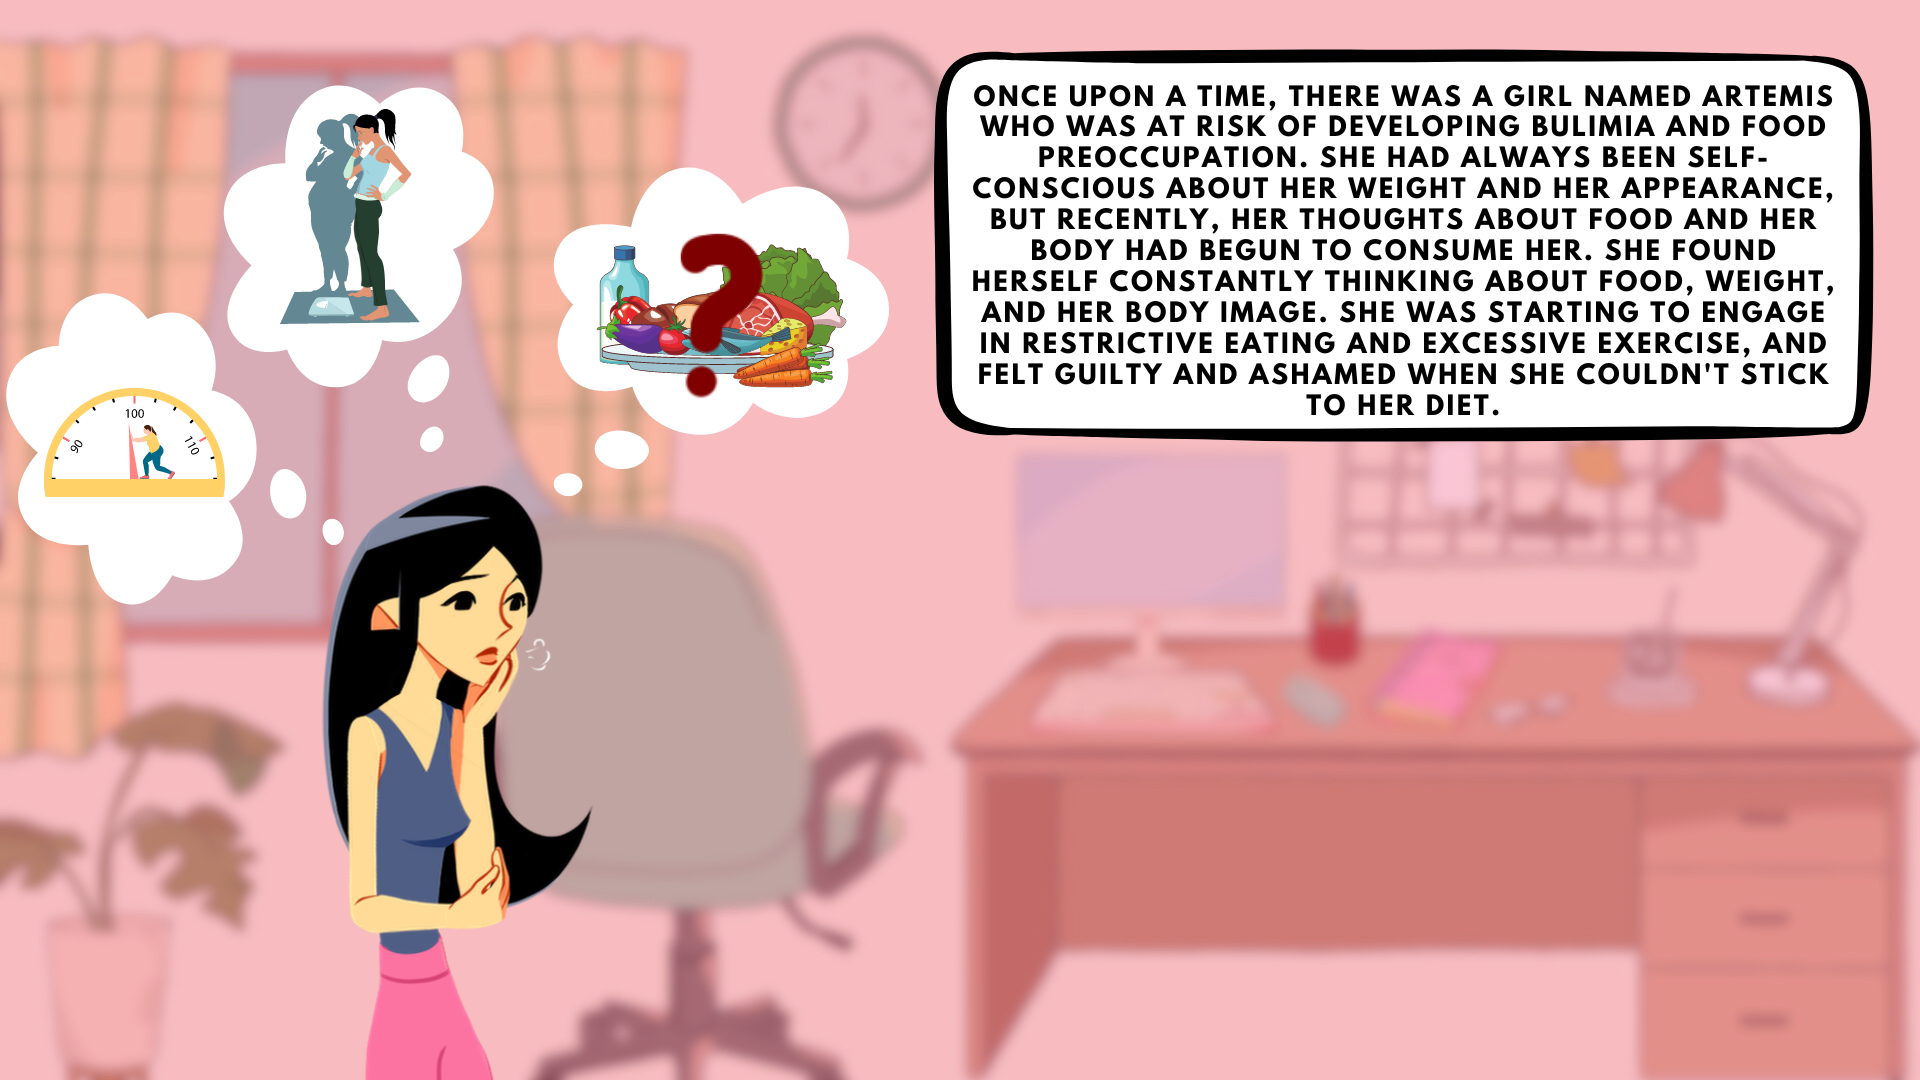 ONCE UPON A TIME, THERE WAS A GIRL NAMED ARTEMIS
WHO WAS AT RISK OF DEVELOPING BULIMIA AND FOOD
PREOCCUPATION. SHE HAD ALWAYS BEEN SELF-
CONSCIOUS ABOUT HER WEIGHT AND HER APPEARANCE,
BUT RECENTLY, HER THOUGHTS ABOUT FOOD AND HER
BODY HAD BEGUN TO CONSUME HER. SHE FOUND
HERSELF CONSTANTLY THINKING ABOUT FOOD, WEIGHT,
AND HER BODY IMAGE. SHE WAS STARTING TO ENGAGE
IN RESTRICTIVE EATING AND EXCESSIVE EXERCISE, AND
FELT GUILTY AND ASHAMED WHEN SHE COULDN'T STICK
TO HER DIET.
?
90 100 110